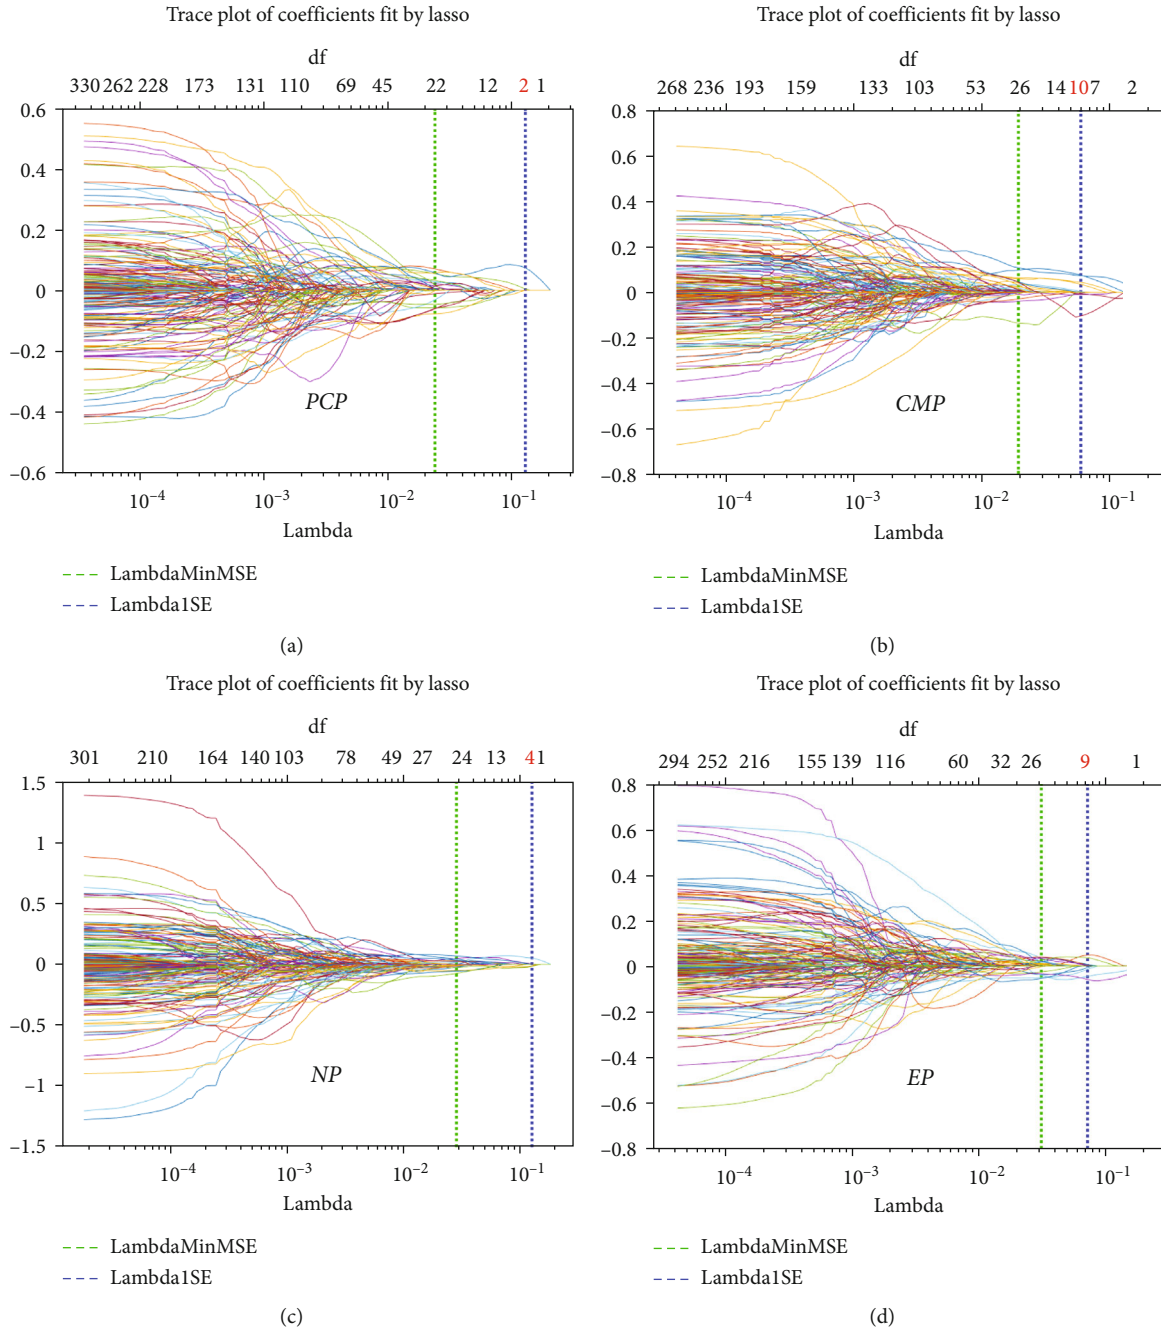 Trace plot of coefficients fit by lasso
df
330 262 228 173 131 110 69 45 22 12 2 1
0.6
0.4
0.2
0
–0.2
–0.4
–0.6
PCP
10–4 10–3 10–2 10–1
Lambda
LambdaMinMSE
Lambda1SE
(a)
Trace plot of coefficients fit by lasso
df
268 236 193 159 133 103 53 26 14 10 7 2
0.8
0.6
0.4
0.2
0
–0.2
–0.4
–0.6
–0.8
CMP
10–4 10–3 10–2 10–1
Lambda
LambdaMinMSE
Lambda1SE
(b)
Trace plot of coefficients fit by lasso
df
301 210 164 140 103 78 49 27 24 13 4 1
1.5
1
0.5
0
–0.5
–1
–1.5
NP
10–4 10–3 10–2 10–1
Lambda
LambdaMinMSE
Lambda1SE
(c)
Trace plot of coefficients fit by lasso
df
294 252 216 155 139 116 60 32 26 9 1
0.8
0.6
0.4
0.2
0
–0.2
–0.4
–0.6
–0.8
EP
10–4 10–3 10–2 10–1
Lambda
LambdaMinMSE
Lambda1SE
(d)